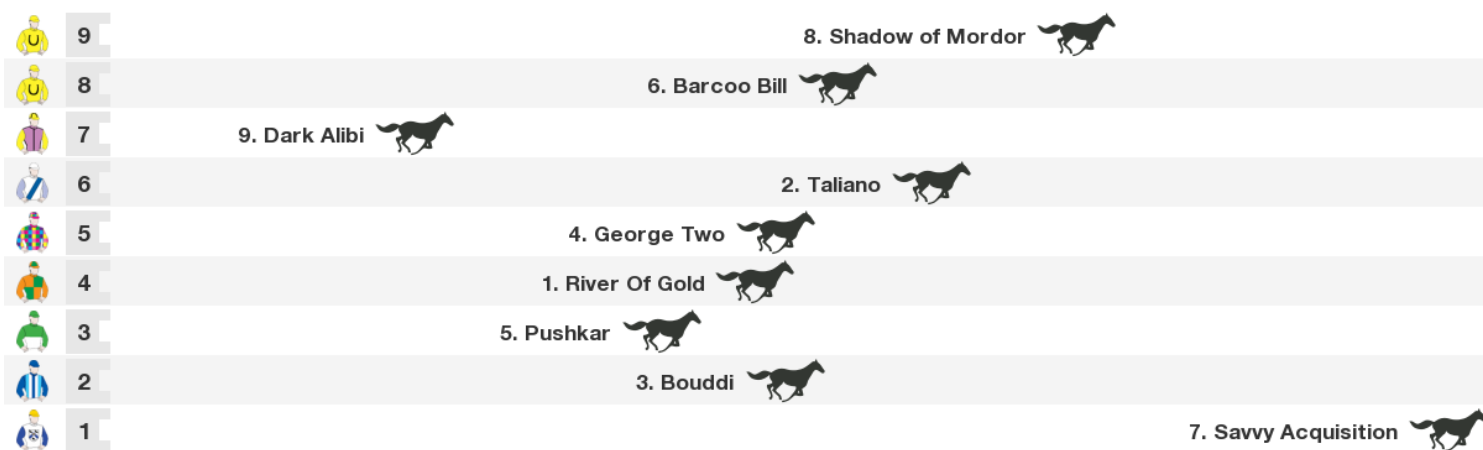 9 8. Shadow of Mordor
8 6. Barcoo Bill
7 9. Dark Alibi
6 2. Taliano
5 4. George Two
4 1. River Of Gold
3 5. Pushkar
2 3. Bouddi
1 7. Savvy Acquisition